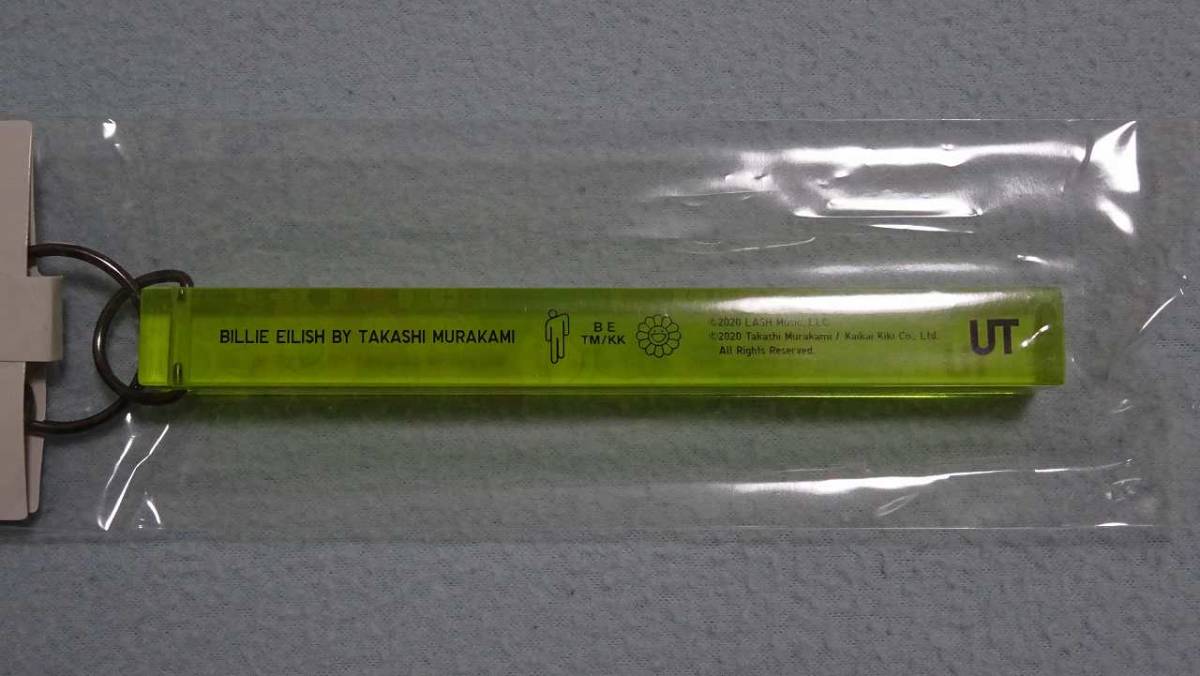 BILLIE EILISH BY TAKASHI MURAKAMI
BE
TM/KK
©2020 LASH Music, LLC
©2020 Takashi Murakami / Kaikai Kiki Co., Ltd.
All Rights Reserved.
UT